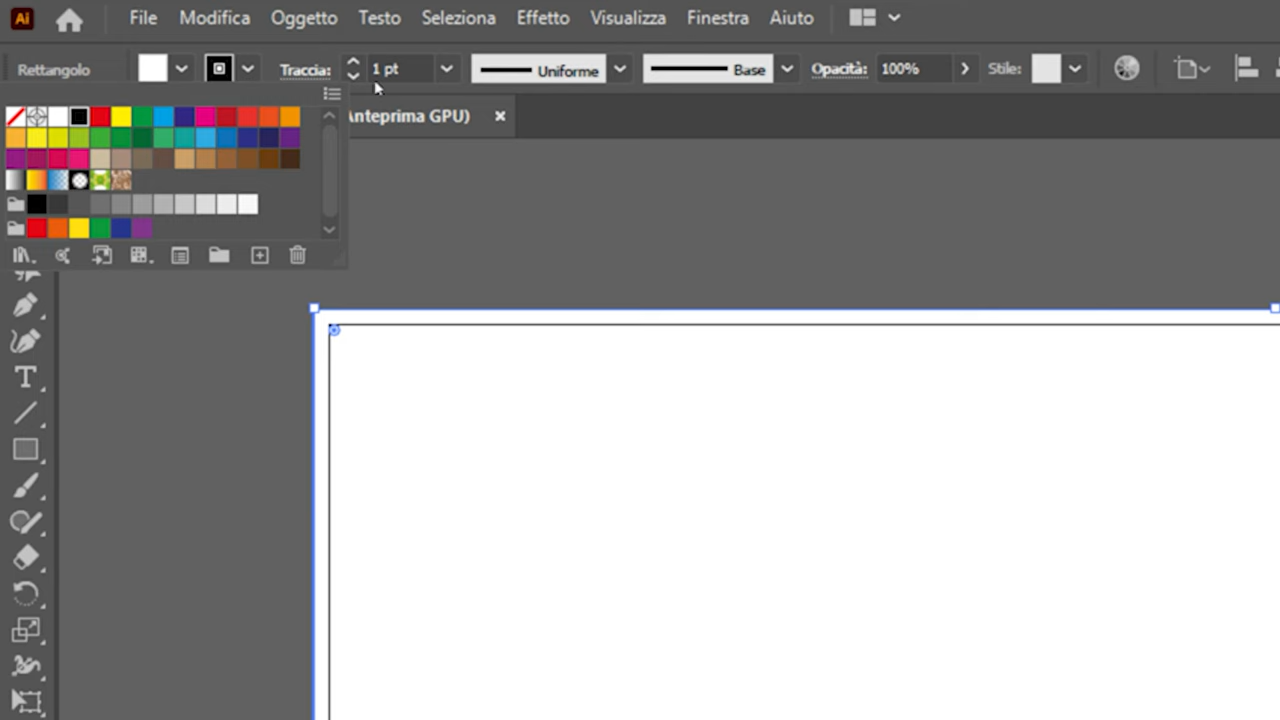 Ai File Modifica Oggetto Testo Seleziona Effetto Visualizza Finestra Aiuto
Rettangolo Traccia: 1 pt Uniforme Base Opacità: 100% Stile:
Anteprima GPU) ×
T